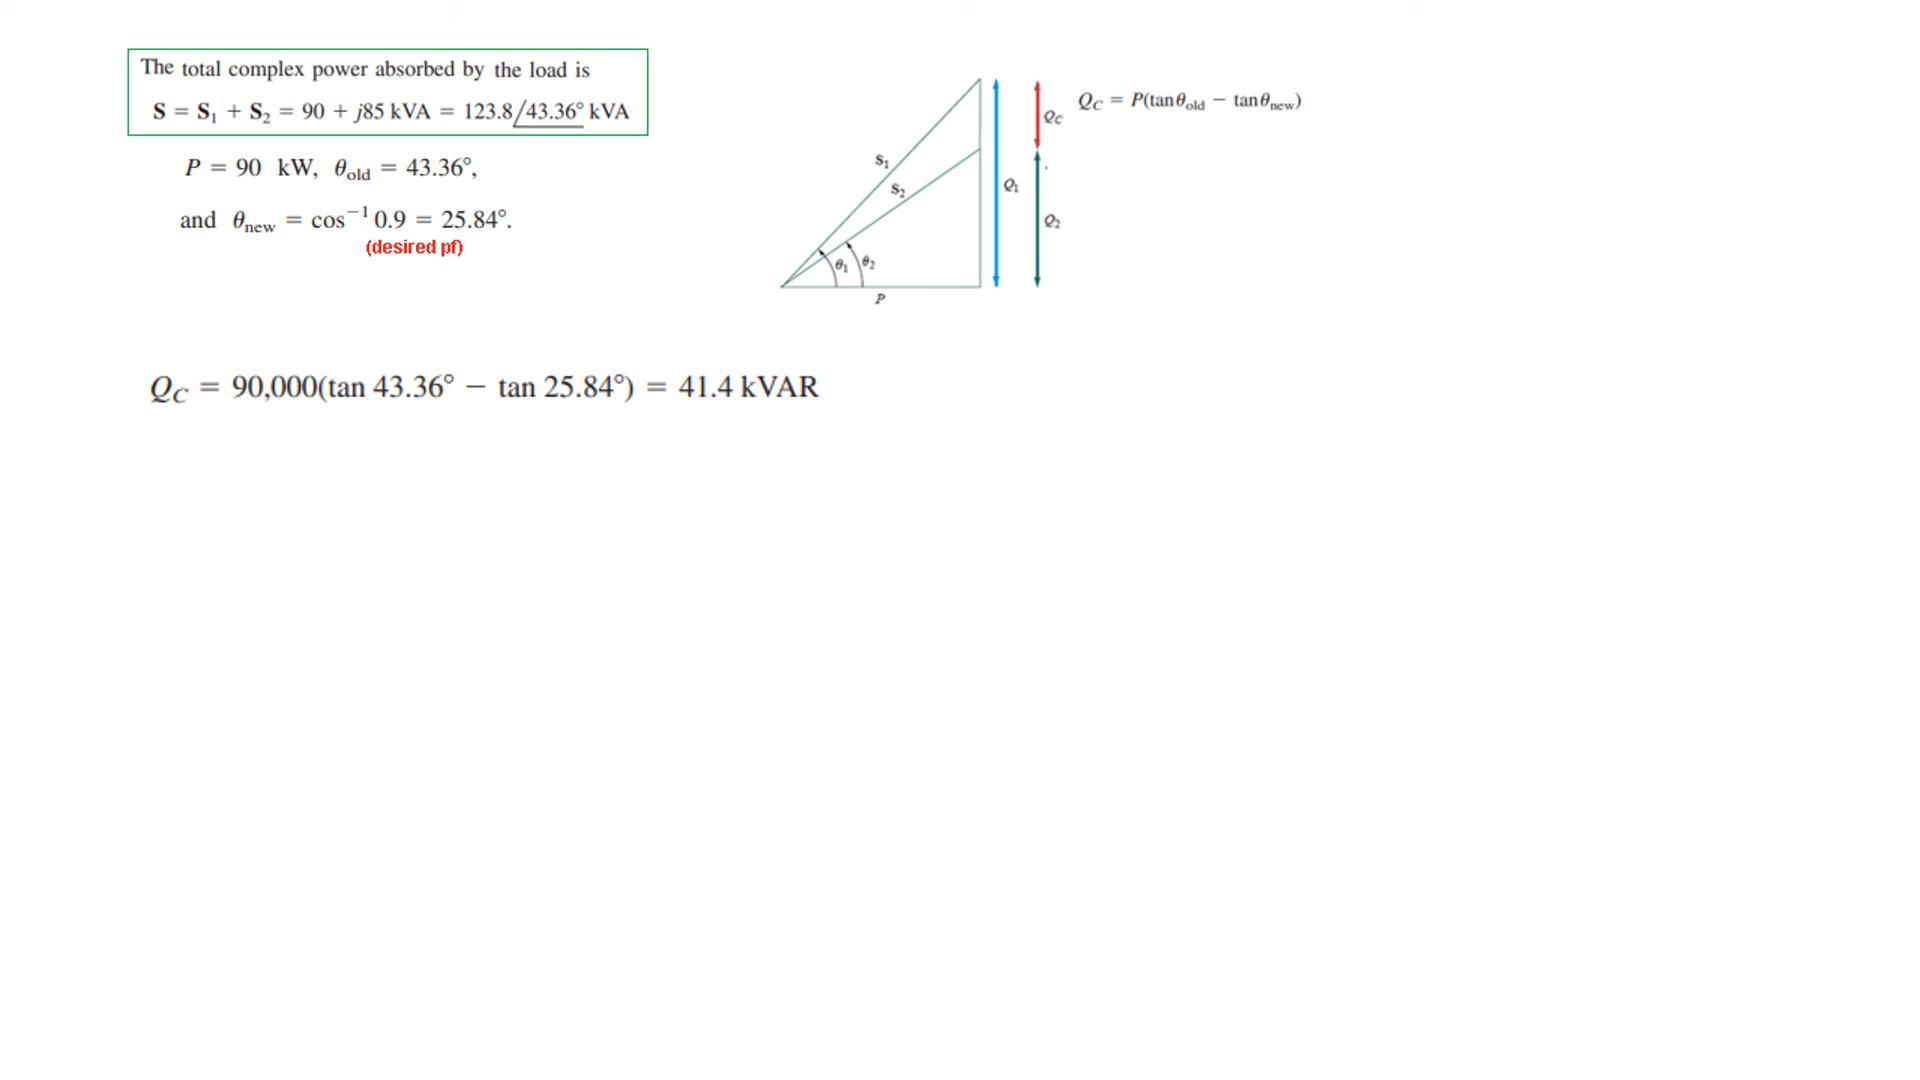 The total complex power absorbed by the load is
S = S₁ + S₂ = 90 + j85 kVA = 123.8/43.36° kVA
P = 90 kW, θold = 43.36°,
and θnew = cos⁻¹ 0.9 = 25.84°.
(desired pf)
S₁
S₂
θ₁
θ₂
P
Q₁
QC
Q₂
QC = P(tanθold − tanθnew)
QC = 90,000(tan 43.36° − tan 25.84°) = 41.4 kVAR